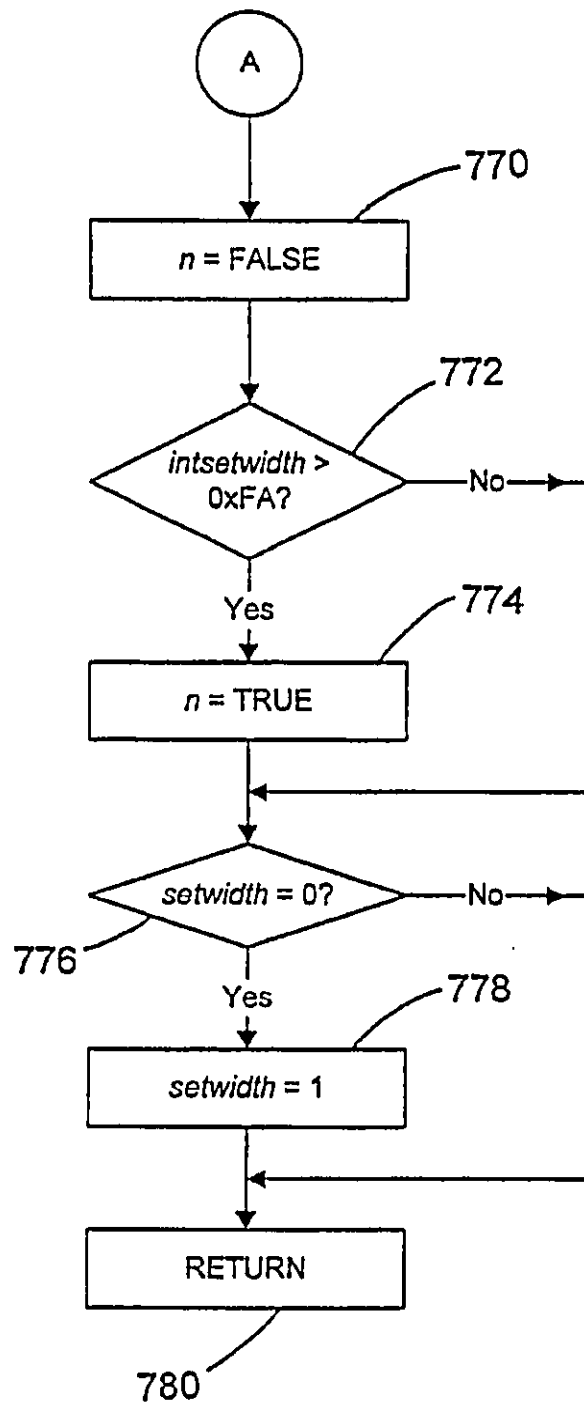 A
770
n = FALSE
772
intsetwidth >
0xFA?
No
Yes
774
n = TRUE
setwidth = 0?
No
776
Yes
778
setwidth = 1
RETURN
780